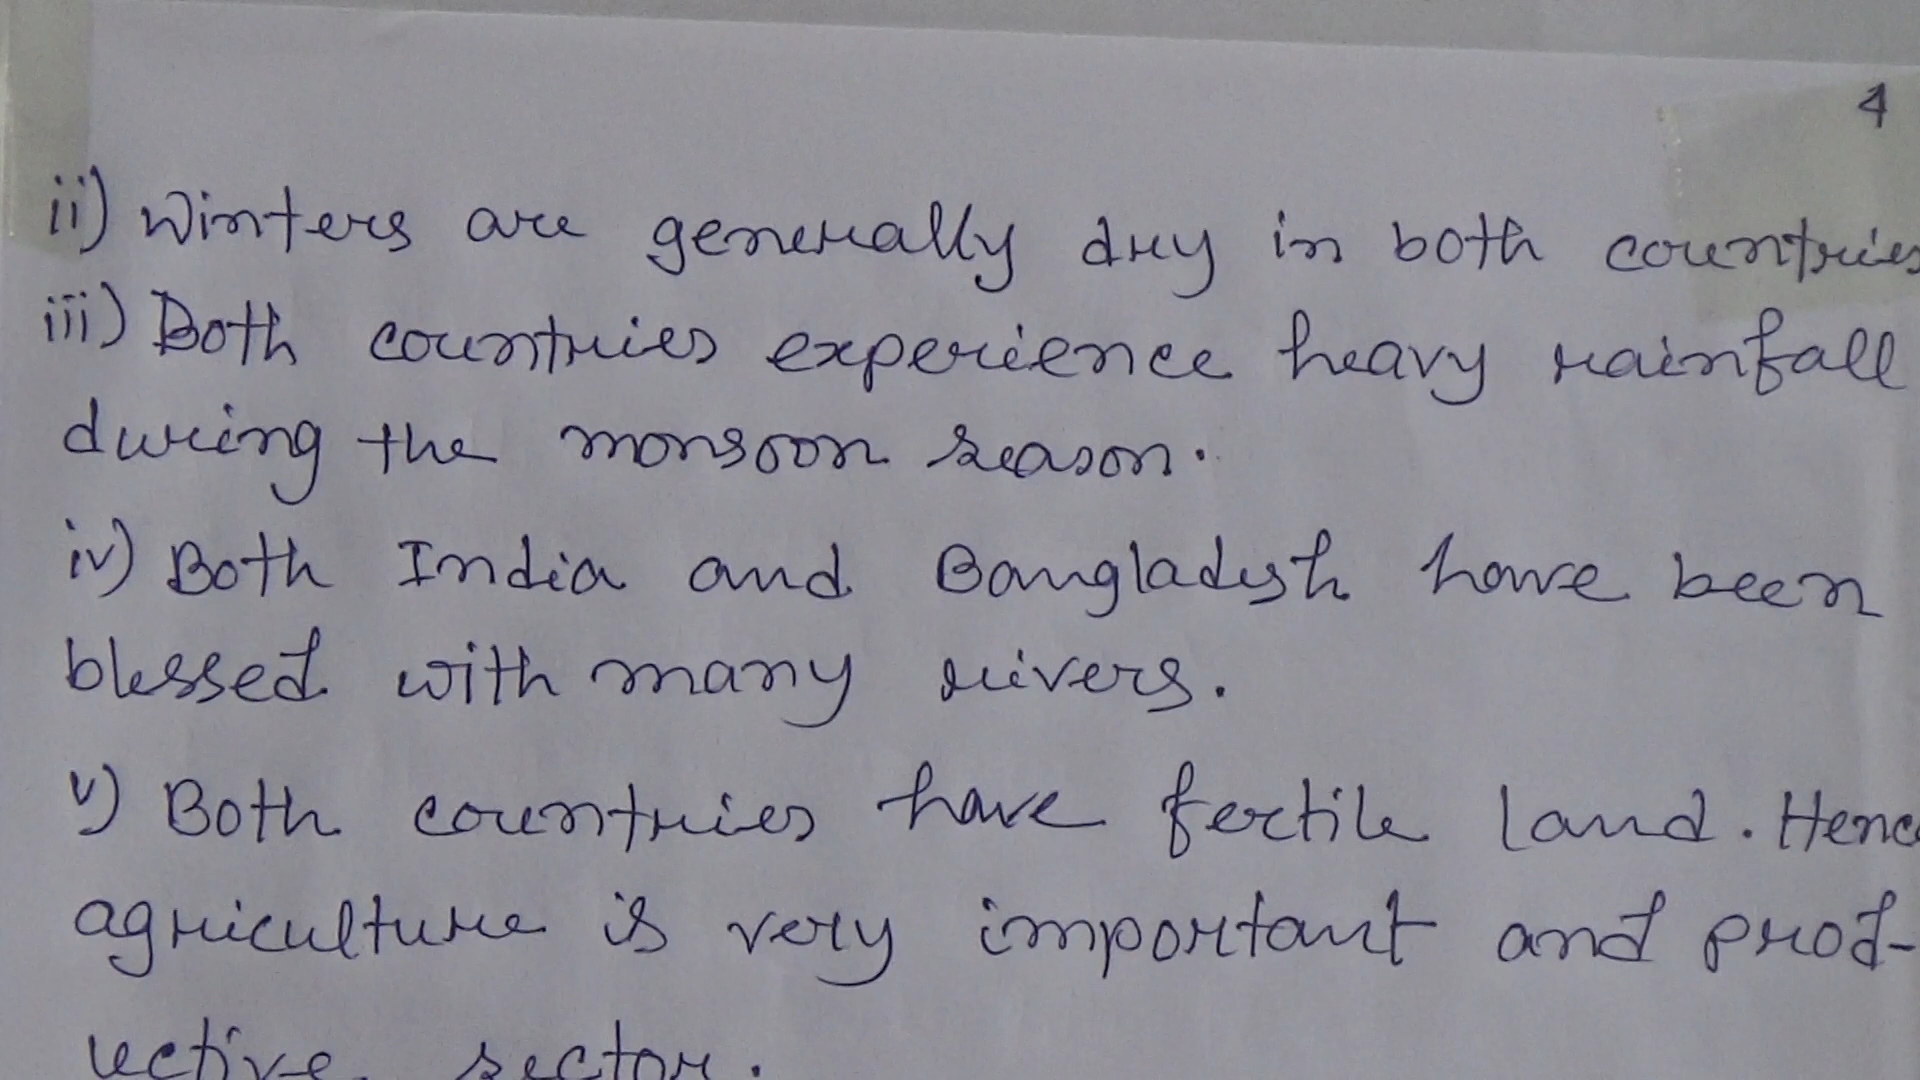 4
ii) Winters are generally dry in both countries
iii) Both countries experience heavy rainfall
during the monsoon season.
iv) Both India and Bangladesh have been
blessed with many rivers.
v) Both countries have fertile land. Hence
agriculture is very important and prod-
uctive sector.